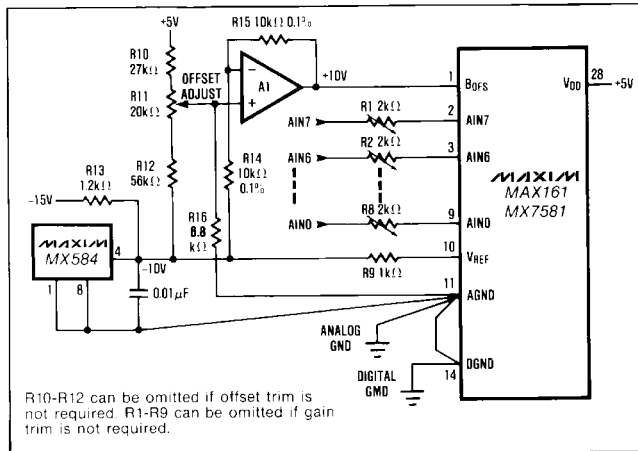 +5V
R15 10kΩ 0.1%
R10
27kΩ
OFFSET
ADJUST
R11
20kΩ
A1
−
+
+10V
1
BOFS
VDD
28
+5V
AIN7
R1 2kΩ
2
AIN7
AIN6
R2 2kΩ
3
AIN6
MAXIM
MAX161
MX7581
R12
56kΩ
R14
10kΩ
0.1%
R13
1.2kΩ
−15V
R16
6.8
kΩ
AIN0
R8 2kΩ
9
AIN0
MAXIM
MX584
4
−10V
R9 1kΩ
10
VREF
1
8
0.01µF
11
AGND
ANALOG
GND
DIGITAL
GMD
14
DGND
R10-R12 can be omitted if offset trim is
not required. R1-R9 can be omitted if gain
trim is not required.